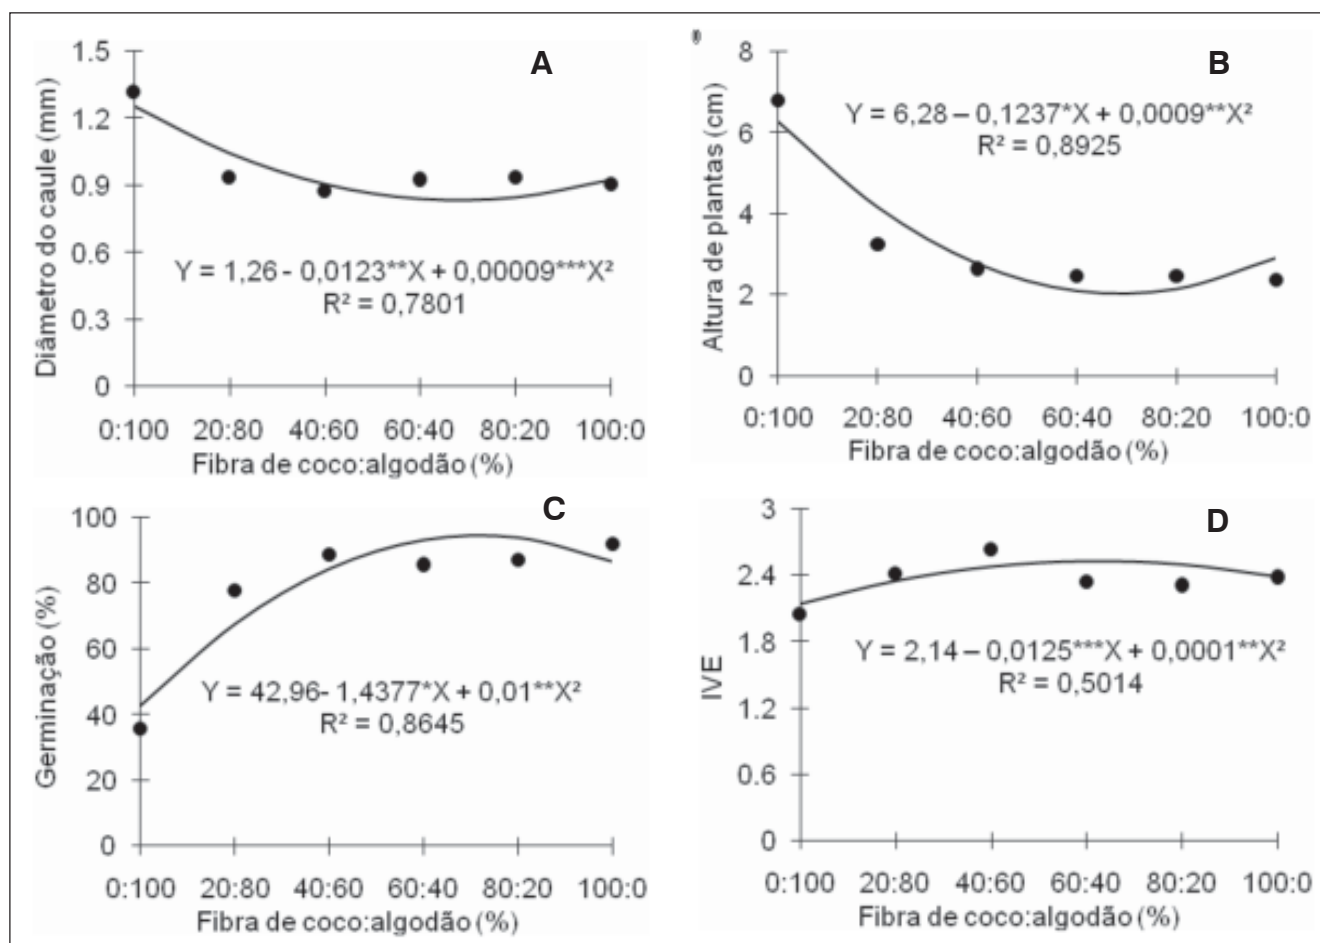 A
Diâmetro do caule (mm)
1.5
1.2
0.9
0.6
0.3
0
Y = 1,26 - 0,0123**X + 0,00009***X²
R² = 0,7801
0:100 20:80 40:60 60:40 80:20 100:0
Fibra de coco:algodão (%)
B
Altura de plantas (cm)
8
6
4
2
0
Y = 6,28 – 0,1237*X + 0,0009**X²
R² = 0,8925
0:100 20:80 40:60 60:40 80:20 100:0
Fibra de coco:algodão (%)
C
Germinação (%)
100
80
60
40
20
0
Y = 42,96- 1,4377*X + 0,01**X²
R² = 0,8645
0:100 20:80 40:60 60:40 80:20 100:0
Fibra de coco:algodão (%)
D
IVE
3
2.4
1.8
1.2
0.6
0
Y = 2,14 – 0,0125***X + 0,0001**X²
R² = 0,5014
0:100 20:80 40:60 60:40 80:20 100:0
Fibra de coco:algodão (%)